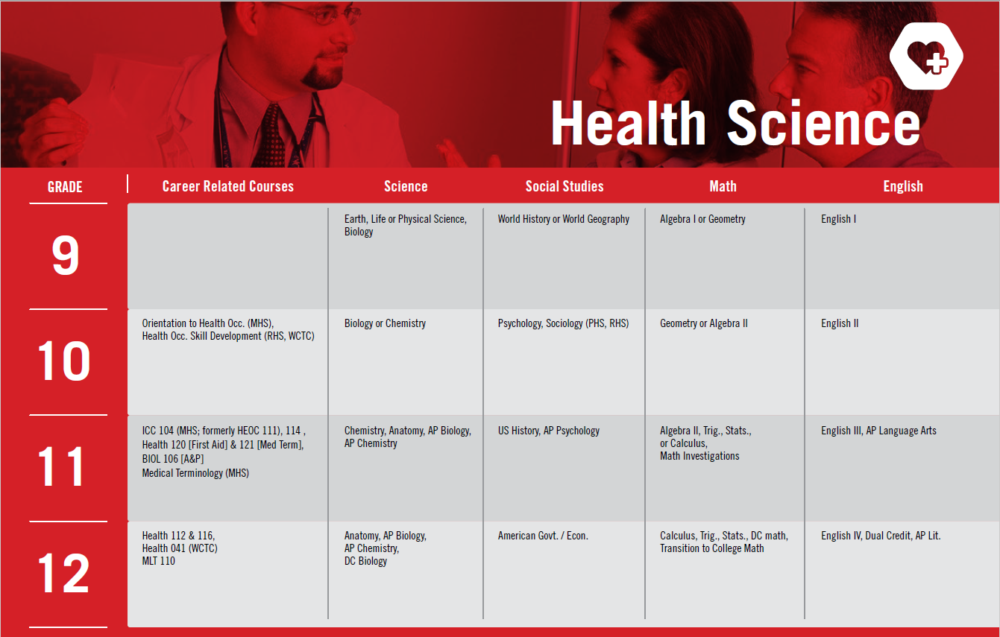 Health Science
GRADE
Career Related Courses
Science
Social Studies
Math
English
9
Earth, Life or Physical Science,
Biology
World History or World Geography
Algebra I or Geometry
English I
10
Orientation to Health Occ. (MHS),
Health Occ. Skill Development (RHS, WCTC)
Biology or Chemistry
Psychology, Sociology (PHS, RHS)
Geometry or Algebra II
English II
11
ICC 104 (MHS; formerly HEOC 111), 114 ,
Health 120 [First Aid] & 121 [Med Term],
BIOL 106 [A&P]
Medical Terminology (MHS)
Chemistry, Anatomy, AP Biology,
AP Chemistry
US History, AP Psychology
Algebra II, Trig., Stats.,
or Calculus,
Math Investigations
English III, AP Language Arts
12
Health 112 & 116,
Health 041 (WCTC)
MLT 110
Anatomy, AP Biology,
AP Chemistry,
DC Biology
American Govt. / Econ.
Calculus, Trig., Stats., DC math,
Transition to College Math
English IV, Dual Credit, AP Lit.